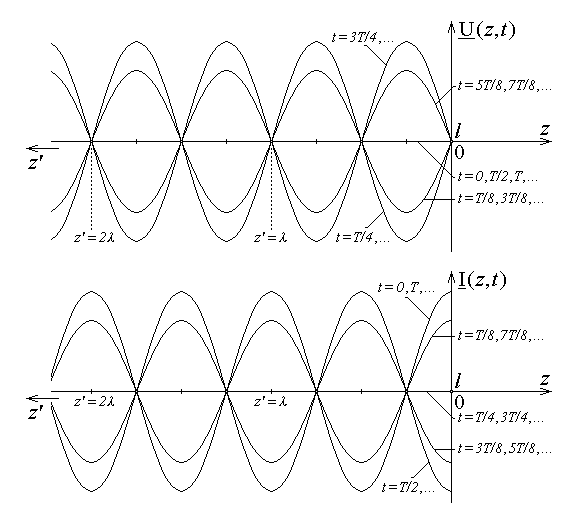 U(z,t)
t=3T/4,...
t=5T/8,7T/8,...
l
z
z'
0
t=0,T/2,T,...
t=T/8,3T/8,...
z'=2λ
z'=λ
t=T/4,...
I(z,t)
t=0,T,...
t=T/8,7T/8,...
l
z
z'
z'=2λ
z'=λ
0
t=T/4,3T/4,...
t=3T/8,5T/8,...
t=T/2,...